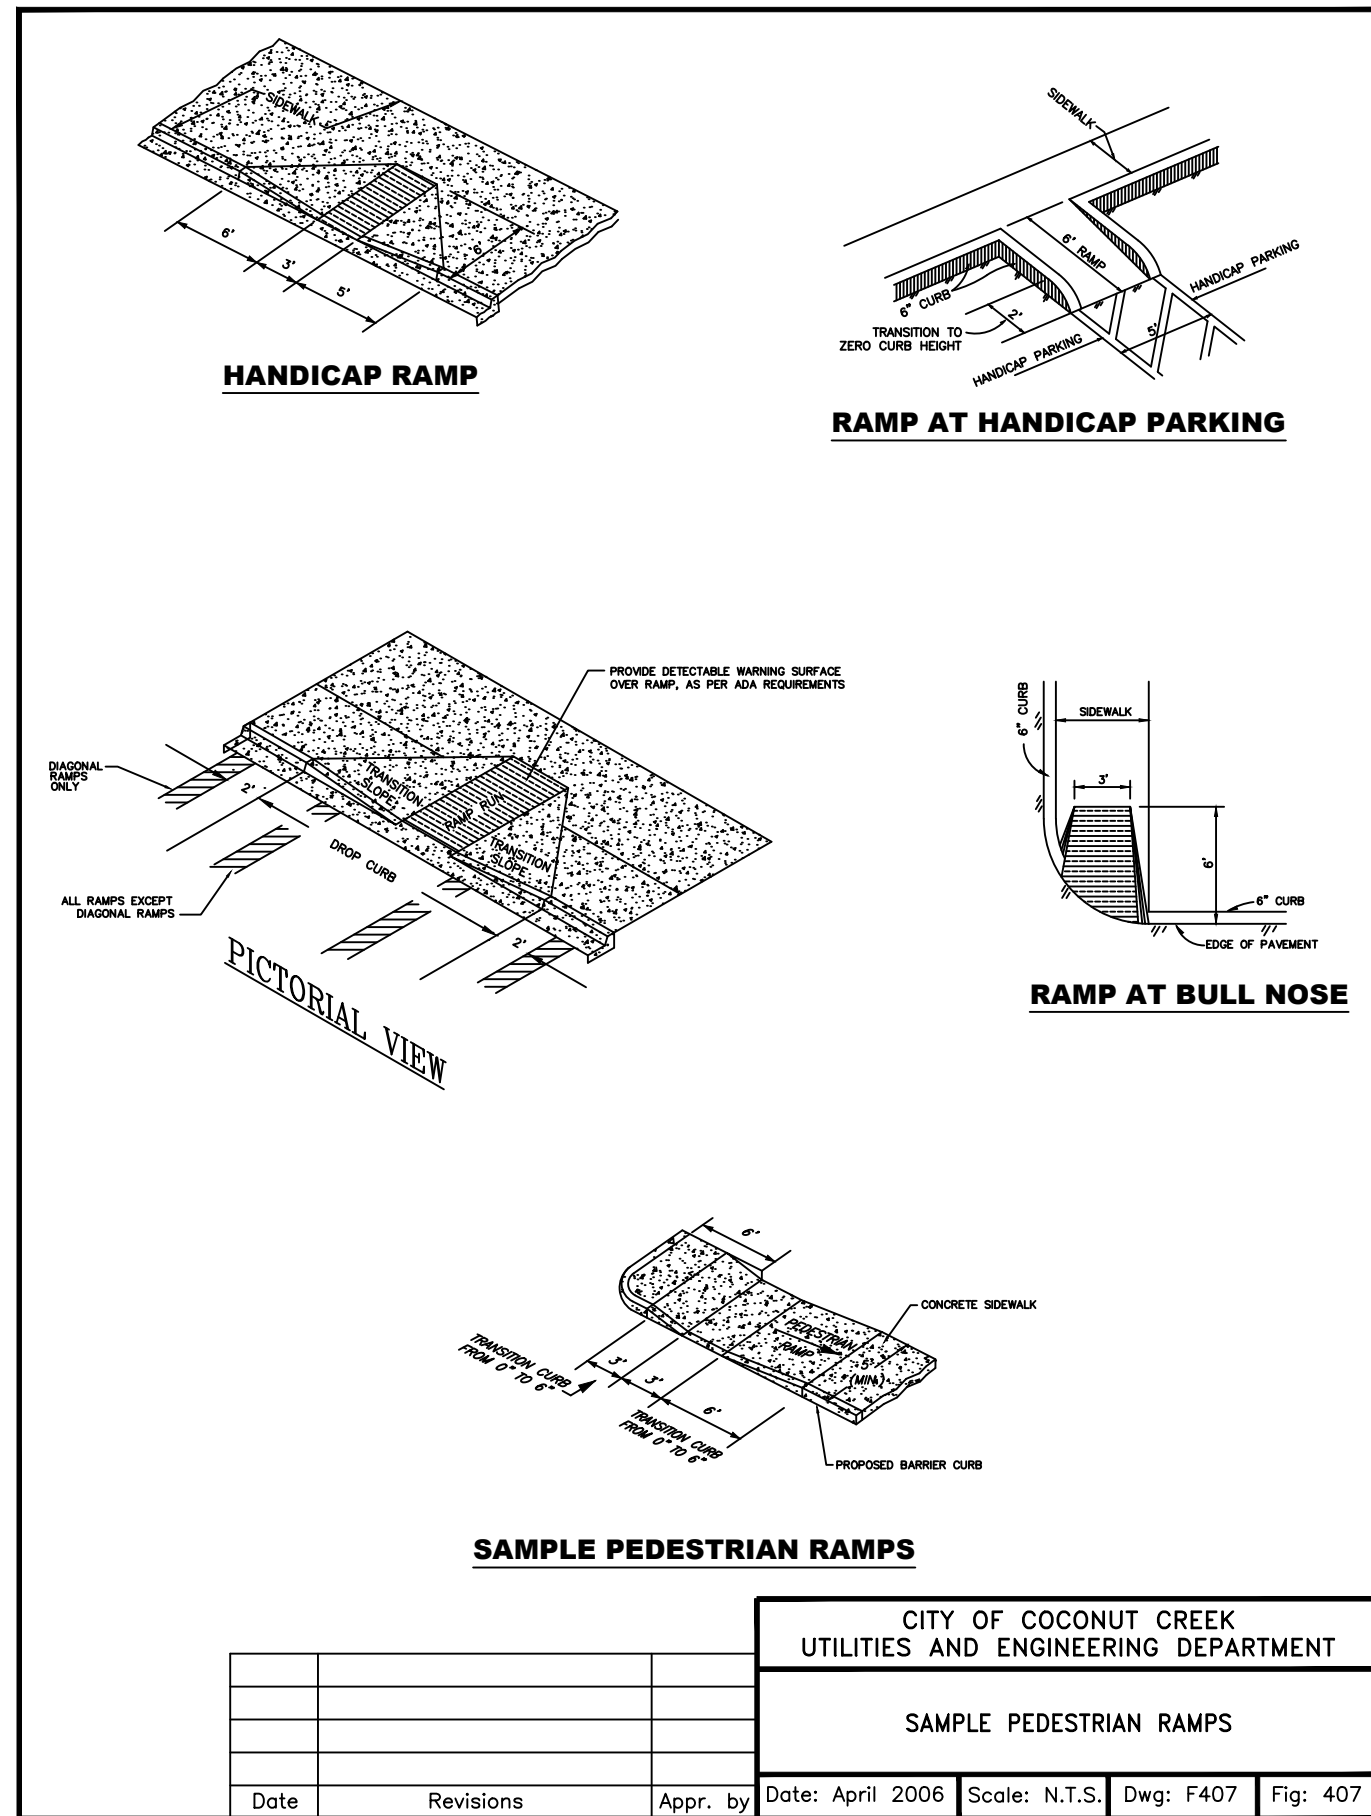 SIDEWALK
6'
3'
5'
6'
HANDICAP RAMP
SIDEWALK
6' RAMP
HANDICAP PARKING
6" CURB
2'
TRANSITION TO
ZERO CURB HEIGHT
5'
HANDICAP PARKING
RAMP AT HANDICAP PARKING
PROVIDE DETECTABLE WARNING SURFACE
OVER RAMP, AS PER ADA REQUIREMENTS
DIAGONAL
RAMPS
ONLY
2'
TRANSITION
SLOPE
RAMP RUN
TRANSITION
SLOPE
DROP CURB
ALL RAMPS EXCEPT
DIAGONAL RAMPS
2'
PICTORIAL VIEW
6" CURB
SIDEWALK
3'
6'
6" CURB
EDGE OF PAVEMENT
RAMP AT BULL NOSE
6'
CONCRETE SIDEWALK
PEDESTRIAN
RAMP
5'
(MIN.)
TRANSITION CURB
FROM 0" TO 6"
3'
3'
6'
TRANSITION CURB
FROM 0" TO 6"
PROPOSED BARRIER CURB
SAMPLE PEDESTRIAN RAMPS
CITY OF COCONUT CREEK
UTILITIES AND ENGINEERING DEPARTMENT
SAMPLE PEDESTRIAN RAMPS
Date Revisions Appr. by
Date: April 2006 Scale: N.T.S. Dwg: F407 Fig: 407